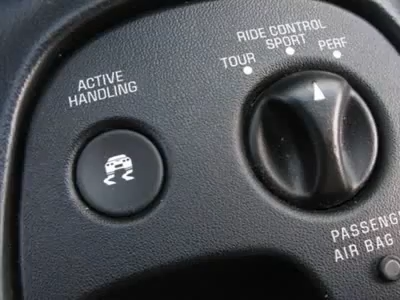 ACTIVE
HANDLING
RIDE CONTROL
TOUR SPORT PERF
PASSENG
AIR BAG